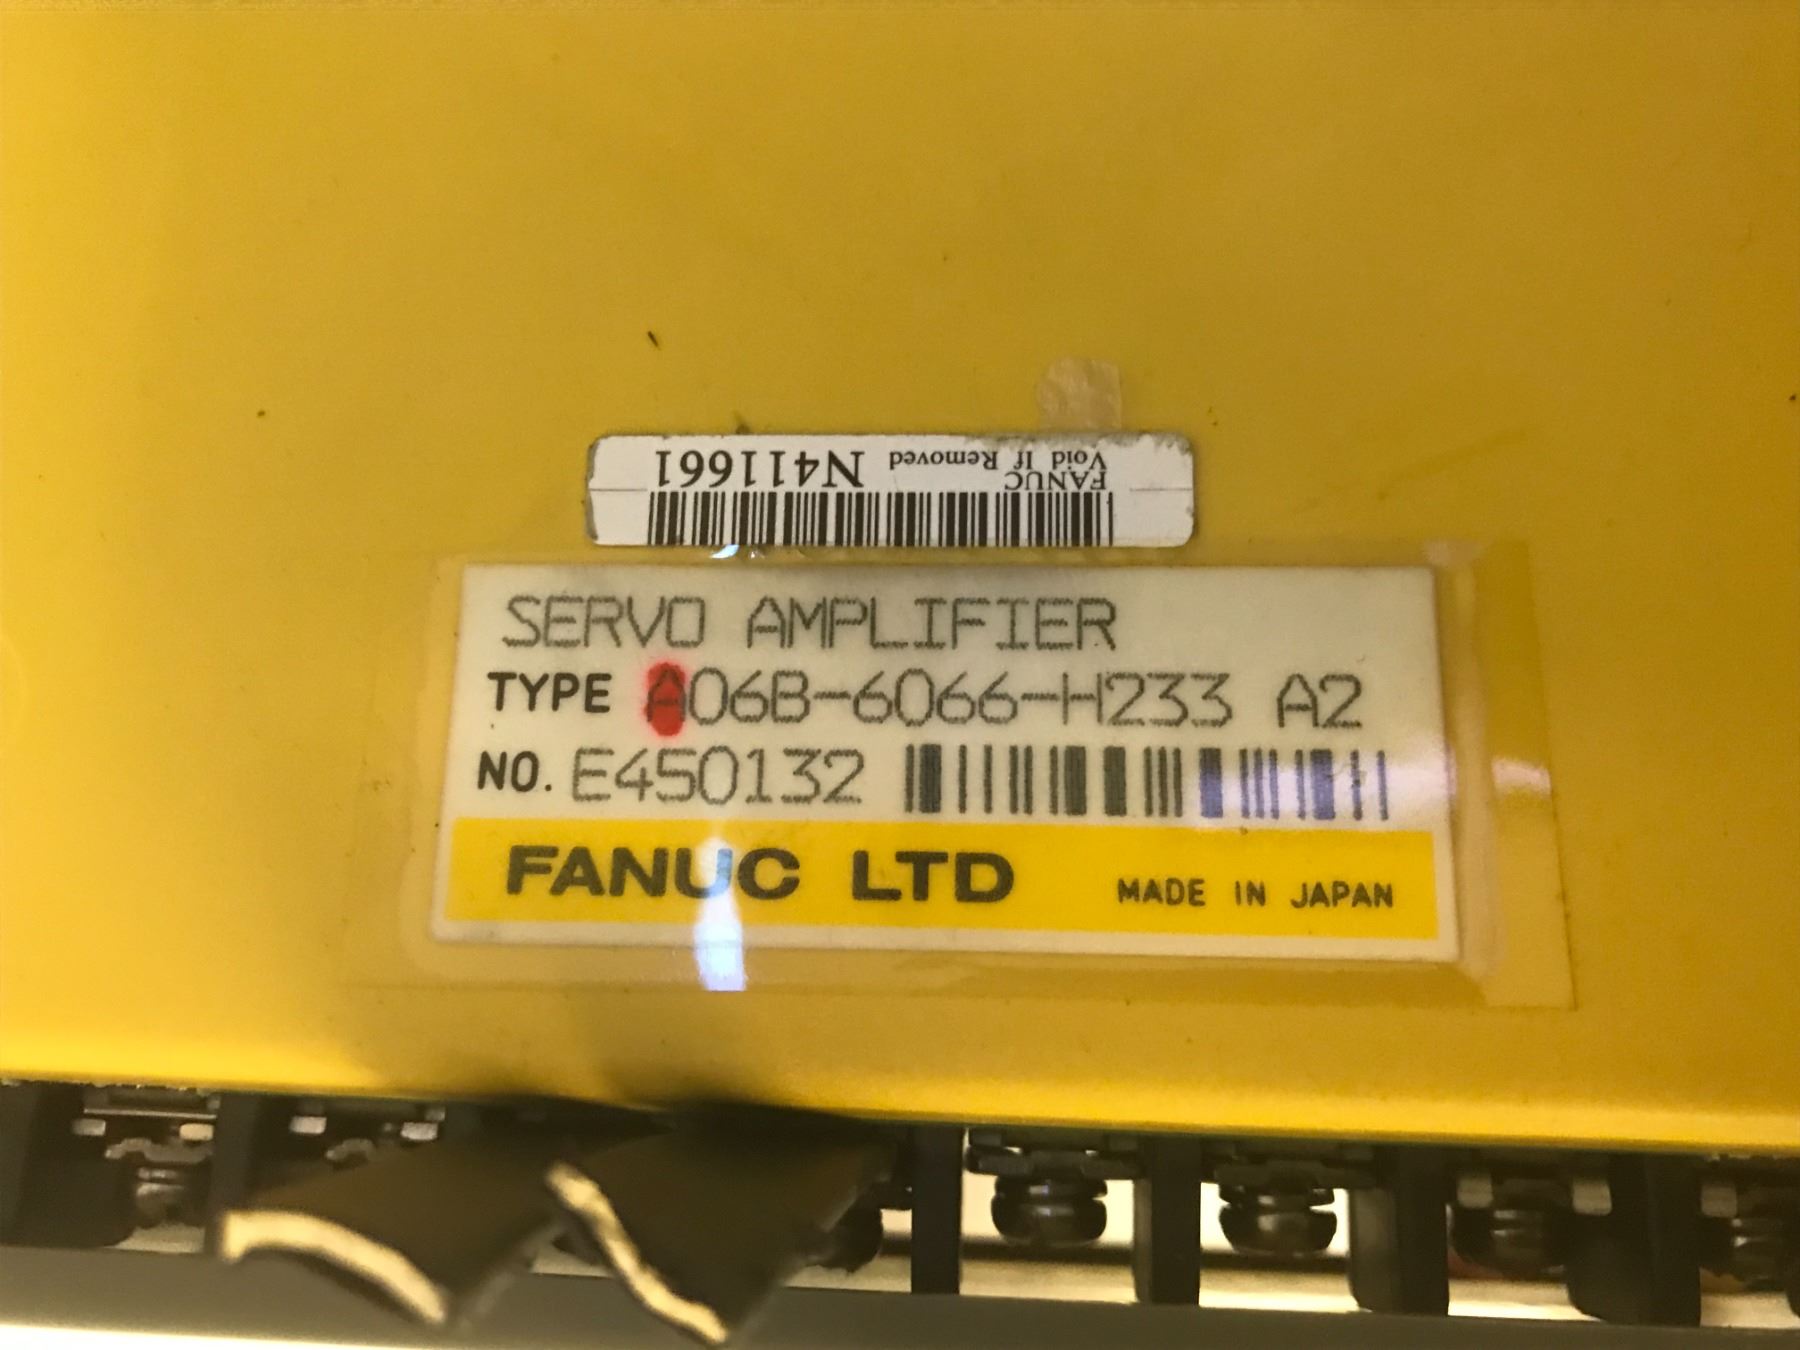 FANUC
Void If Removed N411661
SERVO AMPLIFIER
TYPE A06B-6066-H233 A2
NO. E450132
FANUC LTD MADE IN JAPAN